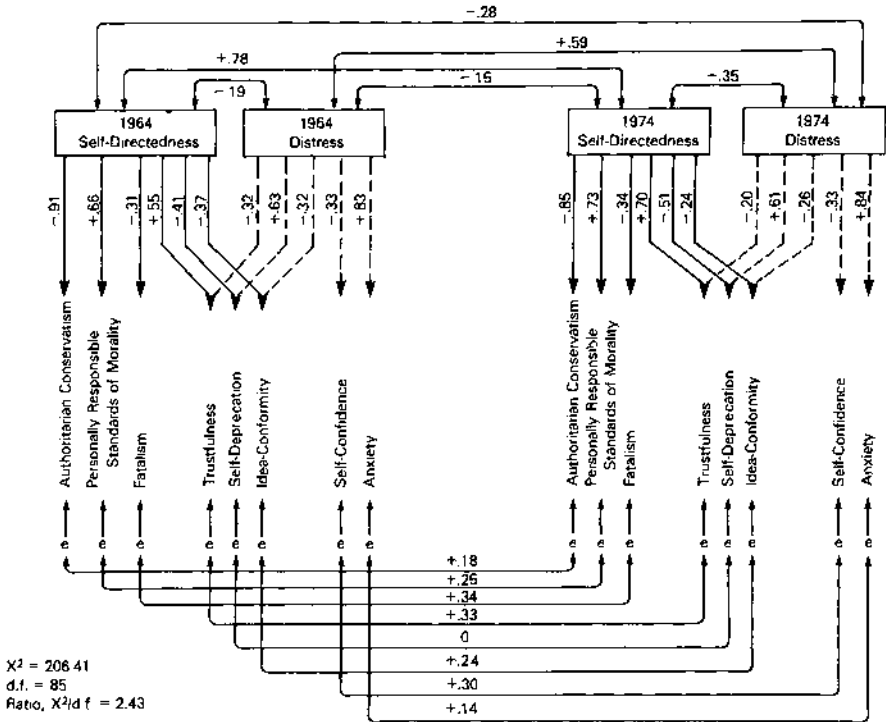 -.28
+.59
+.78
-.15
-.35
-.19
1964
Self-Directedness
1964
Distress
1974
Self-Directedness
1974
Distress
-.91
+.66
-.31
+.55
-.41
-.37
-.32
+.63
-.32
-.33
+.83
-.85
+.73
-.34
+.70
-.51
-.24
-.20
+.61
-.26
-.33
+.84
Authoritarian Conservatism
Personally Responsible
Standards of Morality
Fatalism
Trustfulness
Self-Deprecation
Idea-Conformity
Self-Confidence
Anxiety
Authoritarian Conservatism
Personally Responsible
Standards of Morality
Fatalism
Trustfulness
Self-Deprecation
Idea-Conformity
Self-Confidence
Anxiety
e e e e e e e e e e e e e e e e
+.18
+.25
+.34
+.33
0
+.24
+.30
+.14
X² = 206 41
d.f. = 85
Ratio, X²/d f = 2.43